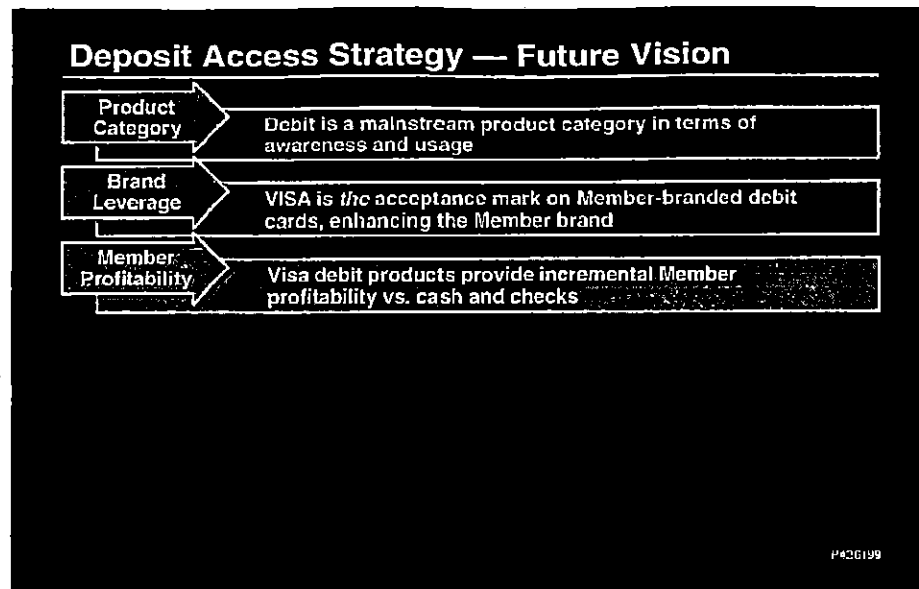 Deposit Access Strategy — Future Vision
Product
Category
Debit is a mainstream product category in terms of
awareness and usage
Brand
Leverage
VISA is the acceptance mark on Member-branded debit
cards, enhancing the Member brand
Member
Profitability
Visa debit products provide incremental Member
profitability vs. cash and checks